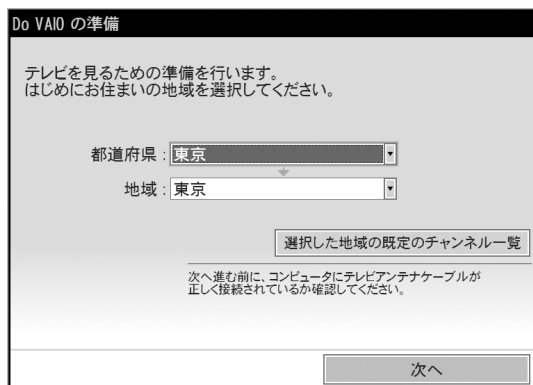 Do VAIO の準備
テレビを見るための準備を行います。
はじめにお住まいの地域を選択してください。
都道府県 : 東京
地域 : 東京
選択した地域の既定のチャンネル一覧
次へ進む前に、コンピュータにテレビアンテナケーブルが
正しく接続されているか確認してください。
次へ